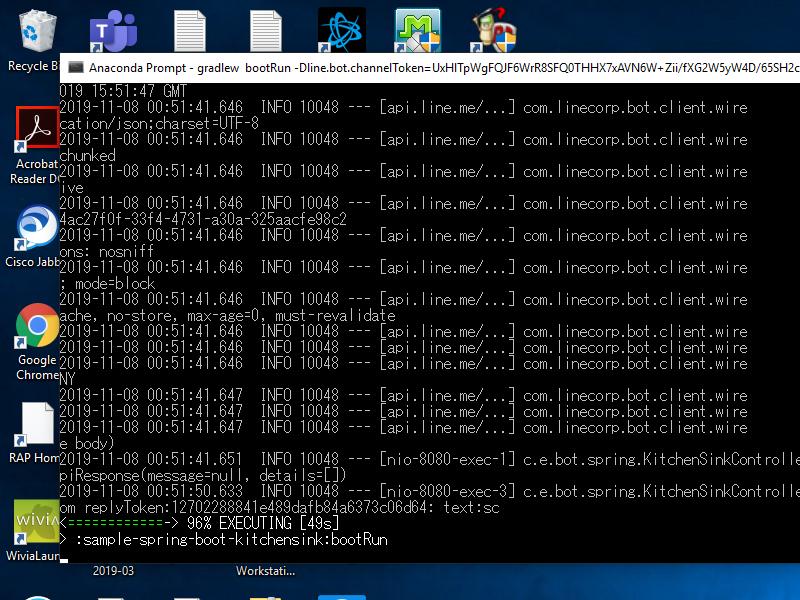 Recycle B
Anaconda Prompt - gradlew bootRun -Dline.bot.channelToken=UxHITpWgFQJF6WrR8SFQ0THHX7xAVN6W+Zii/fXG2W5yW4D/65SH2c
019 15:51:47 GMT
2019-11-08 00:51:41.646  INFO 10048 --- [api.line.me/...] com.linecorp.bot.client.wire
cation/json;charset=UTF-8
2019-11-08 00:51:41.646  INFO 10048 --- [api.line.me/...] com.linecorp.bot.client.wire
chunked
2019-11-08 00:51:41.646  INFO 10048 --- [api.line.me/...] com.linecorp.bot.client.wire
ive
2019-11-08 00:51:41.646  INFO 10048 --- [api.line.me/...] com.linecorp.bot.client.wire
4ac27f0f-33f4-4731-a30a-325aacfe98c2
2019-11-08 00:51:41.646  INFO 10048 --- [api.line.me/...] com.linecorp.bot.client.wire
ons: nosniff
2019-11-08 00:51:41.646  INFO 10048 --- [api.line.me/...] com.linecorp.bot.client.wire
; mode=block
2019-11-08 00:51:41.646  INFO 10048 --- [api.line.me/...] com.linecorp.bot.client.wire
ache, no-store, max-age=0, must-revalidate
2019-11-08 00:51:41.646  INFO 10048 --- [api.line.me/...] com.linecorp.bot.client.wire
2019-11-08 00:51:41.646  INFO 10048 --- [api.line.me/...] com.linecorp.bot.client.wire
2019-11-08 00:51:41.646  INFO 10048 --- [api.line.me/...] com.linecorp.bot.client.wire
NY
2019-11-08 00:51:41.647  INFO 10048 --- [api.line.me/...] com.linecorp.bot.client.wire
2019-11-08 00:51:41.647  INFO 10048 --- [api.line.me/...] com.linecorp.bot.client.wire
2019-11-08 00:51:41.647  INFO 10048 --- [api.line.me/...] com.linecorp.bot.client.wire
e body)
2019-11-08 00:51:41.651  INFO 10048 --- [nio-8080-exec-1] c.e.bot.spring.KitchenSinkControlle
piResponse(message=null, details=[])
2019-11-08 00:51:50.633  INFO 10048 --- [nio-8080-exec-3] c.e.bot.spring.KitchenSinkControlle
om replyToken:12702288841e489dafb84a6373c06d64: text:sc
<============-> 96% EXECUTING [49s]
> :sample-spring-boot-kitchensink:bootRun
Acrobat
Reader D
Cisco Jabb
Google
Chrome
RAP Hom
wivia
WiviaLaun
2019-03
Workstati...